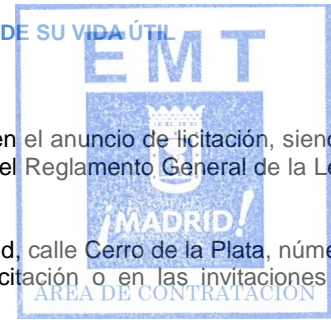 DE SU VIDA ÚTIL
EMT
en el anuncio de licitación, sienc
el Reglamento General de la Le
¡MADRID!
d, calle Cerro de la Plata, núme
citación o en las invitaciones
ÁREA DE CONTRATACIÓN